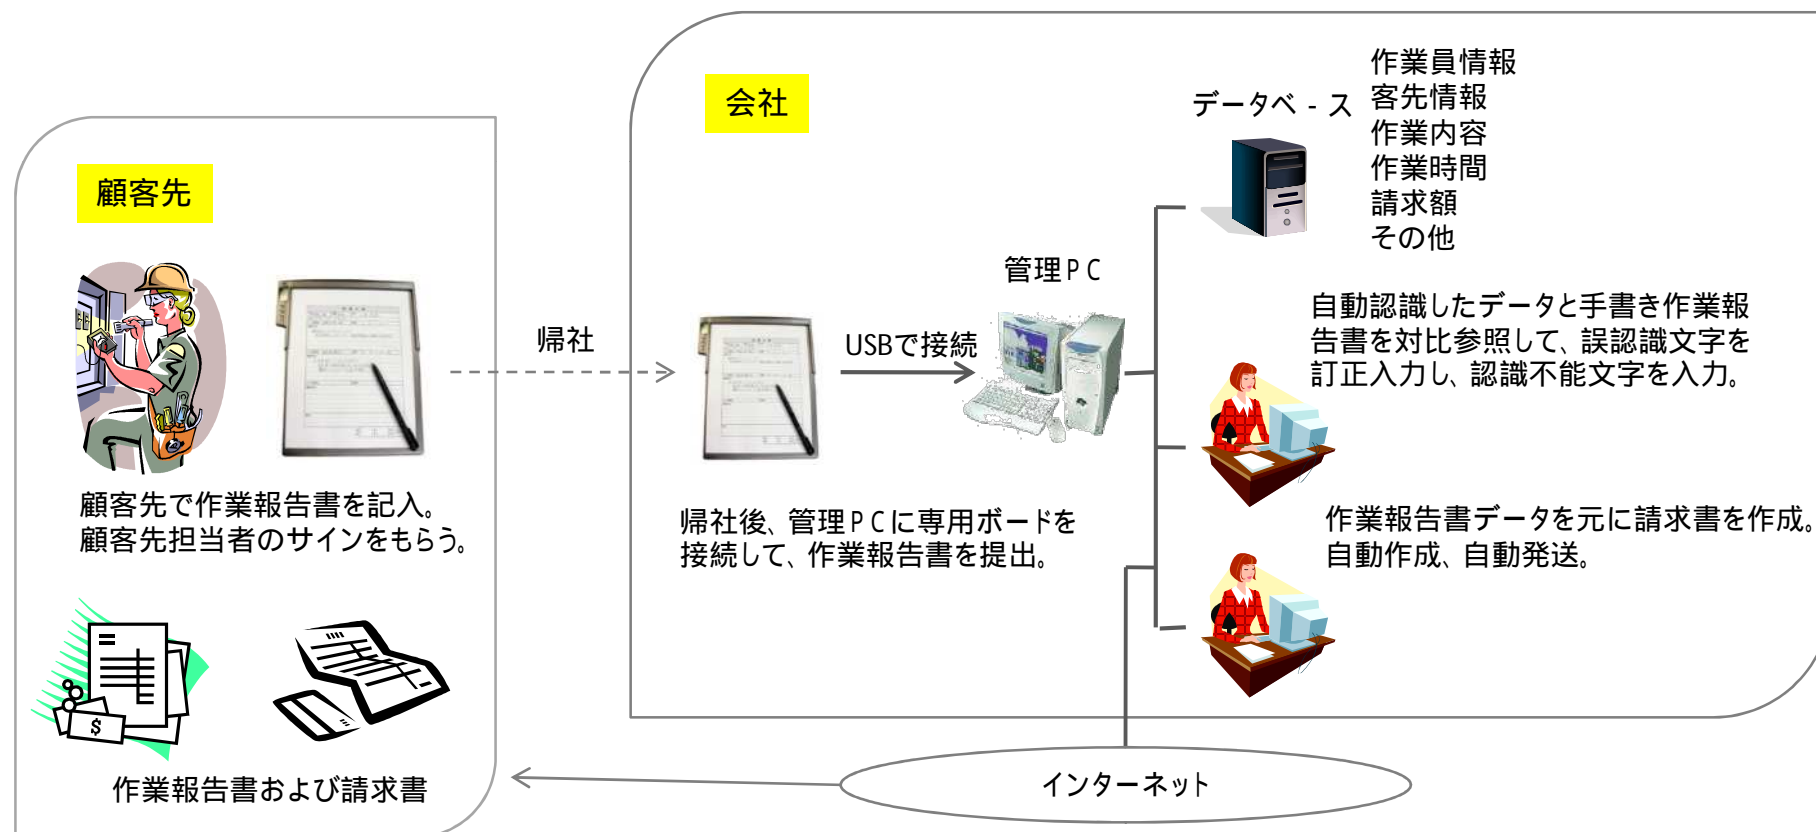 会社
データベ - ス
作業員情報
客先情報
作業内容
作業時間
請求額
その他
顧客先
管理PC
帰社
USBで接続
自動認識したデータと手書き作業報
告書を対比参照して、誤認識文字を
訂正入力し、認識不能文字を入力。
顧客先で作業報告書を記入。
顧客先担当者のサインをもらう。
帰社後、管理PCに専用ボードを
接続して、作業報告書を提出。
作業報告書データを元に請求書を作成。
自動作成、自動発送。
$
作業報告書および請求書
インターネット